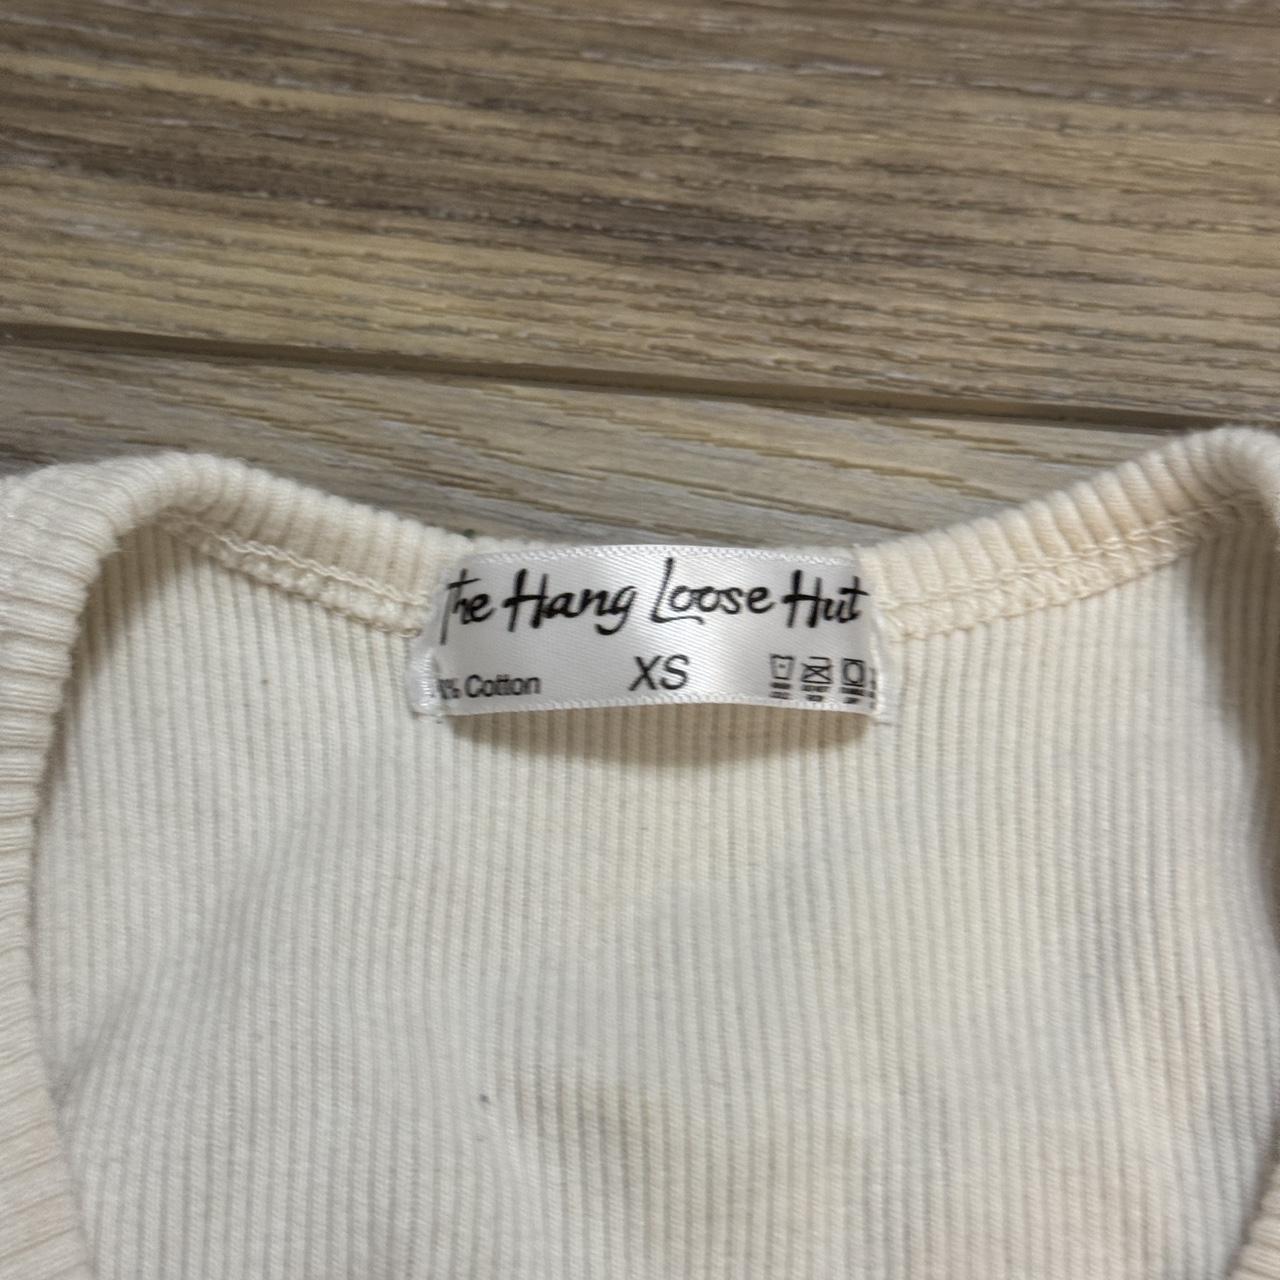 The Hang Loose Hut
% Cotton XS